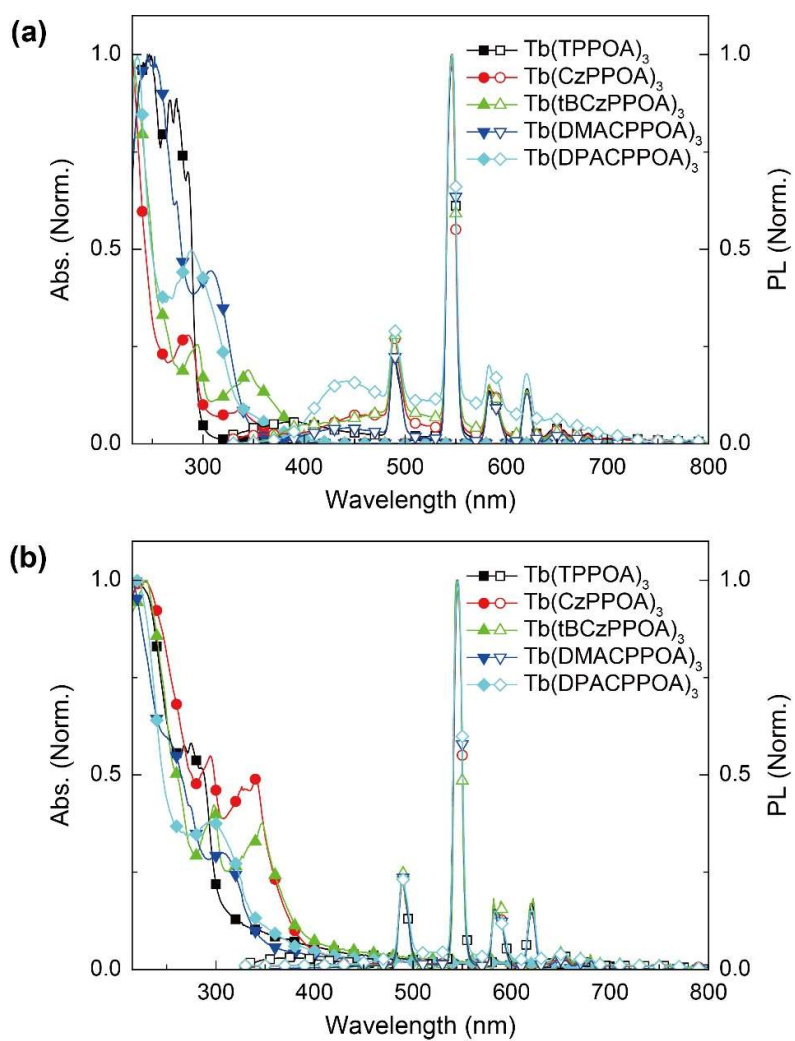 (a)
1.0
0.5
0.0
Abs. (Norm.)
Tb(TPPOA)3
Tb(CzPPOA)3
Tb(tBCzPPOA)3
Tb(DMACPPOA)3
Tb(DPACPPOA)3
1.0
0.5
0.0
PL (Norm.)
300 400 500 600 700 800
Wavelength (nm)
(b)
1.0
0.5
0.0
Abs. (Norm.)
Tb(TPPOA)3
Tb(CzPPOA)3
Tb(tBCzPPOA)3
Tb(DMACPPOA)3
Tb(DPACPPOA)3
1.0
0.5
0.0
PL (Norm.)
300 400 500 600 700 800
Wavelength (nm)